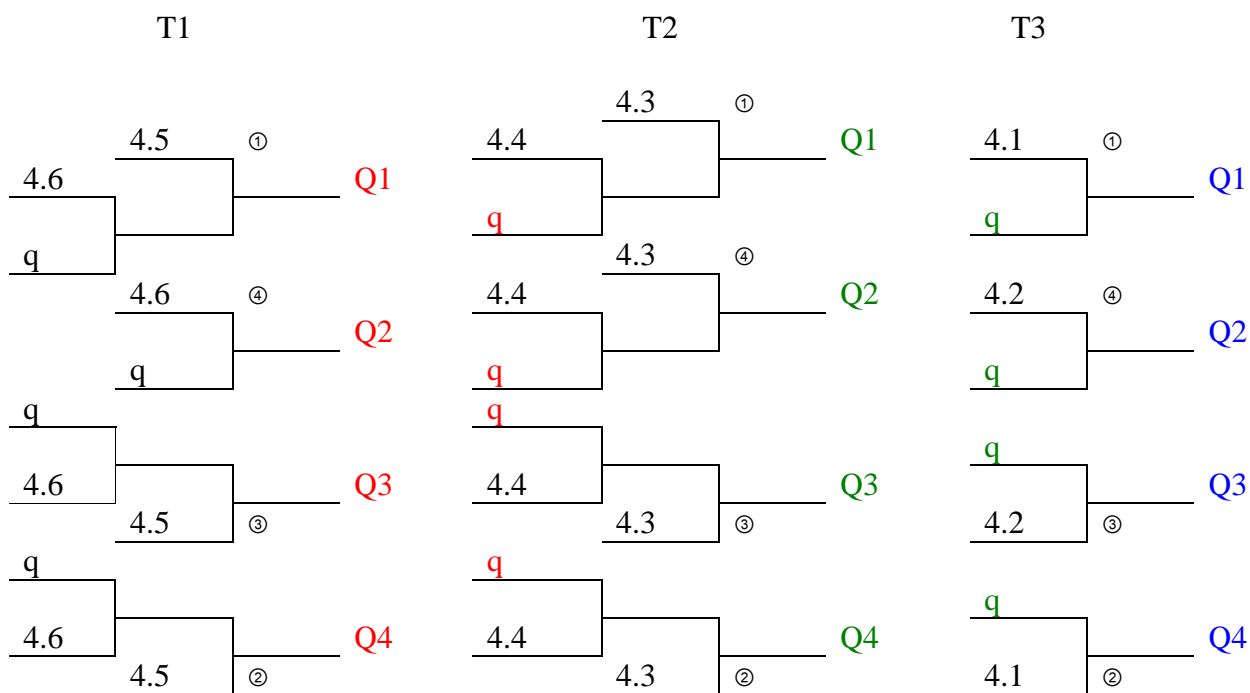 T1 T2 T3
4.3 ①
4.5 ① 4.4 Q1 4.1 ①
4.6 Q1 Q1
q q q
q 4.3 ④
4.6 ④ 4.4 Q2 4.2 ④
Q2 Q2
q q q
q q
q
4.6 Q3 4.4 Q3 Q3
4.5 ③ 4.3 ③ 4.2 ③
q q
q
4.6 Q4 4.4 Q4 Q4
4.5 ② 4.3 ② 4.1 ②